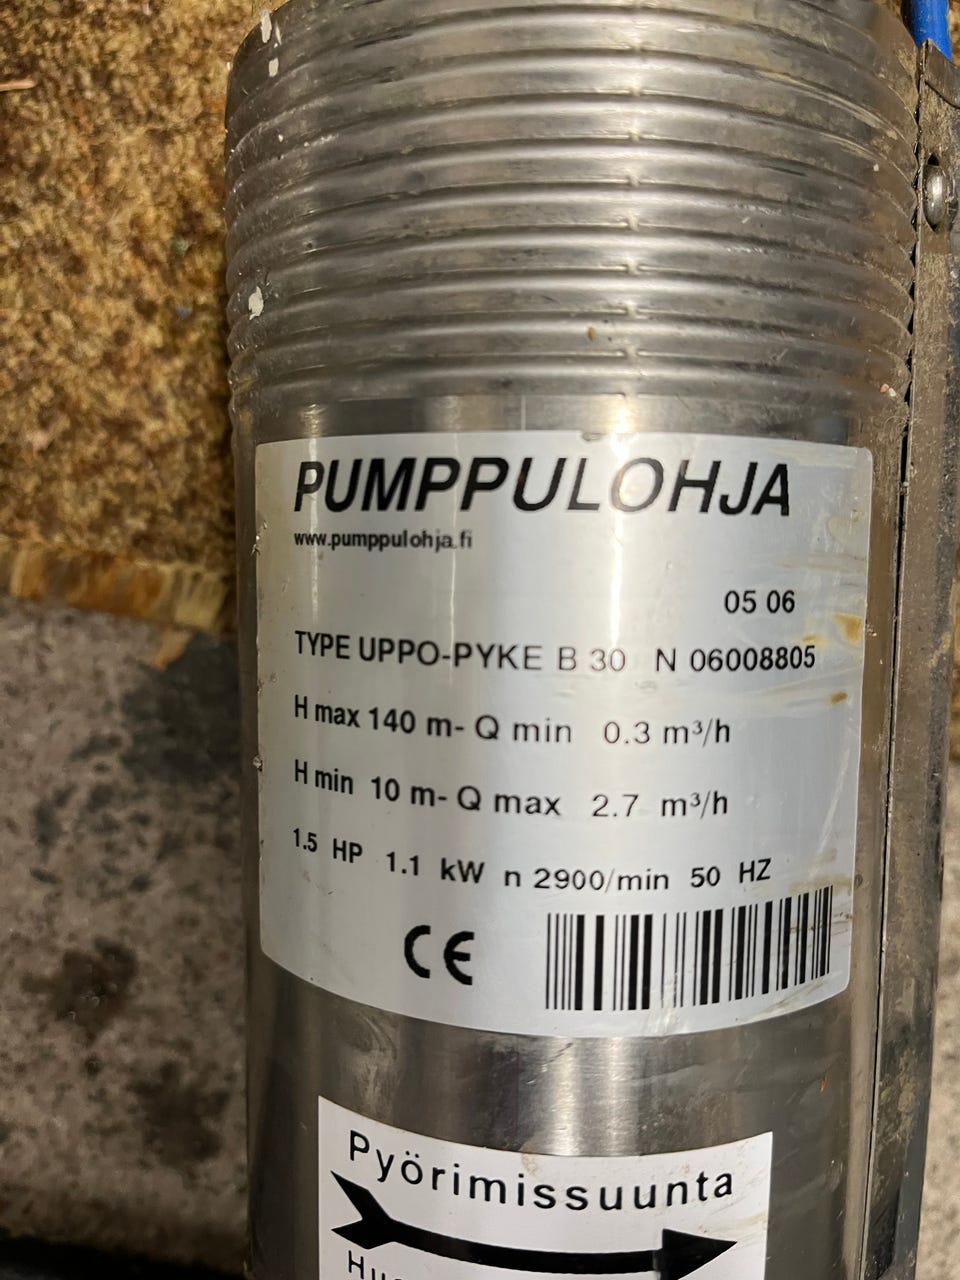 PUMPPULOHJA
www.pumppulohja.fi
05 06
TYPE UPPO-PYKE B 30 N 06008805
H max 140 m- Q min 0.3 m³/h
H min 10 m- Q max 2.7 m³/h
1.5 HP 1.1 kW n 2900/min 50 HZ
CE
Pyörimissuunta